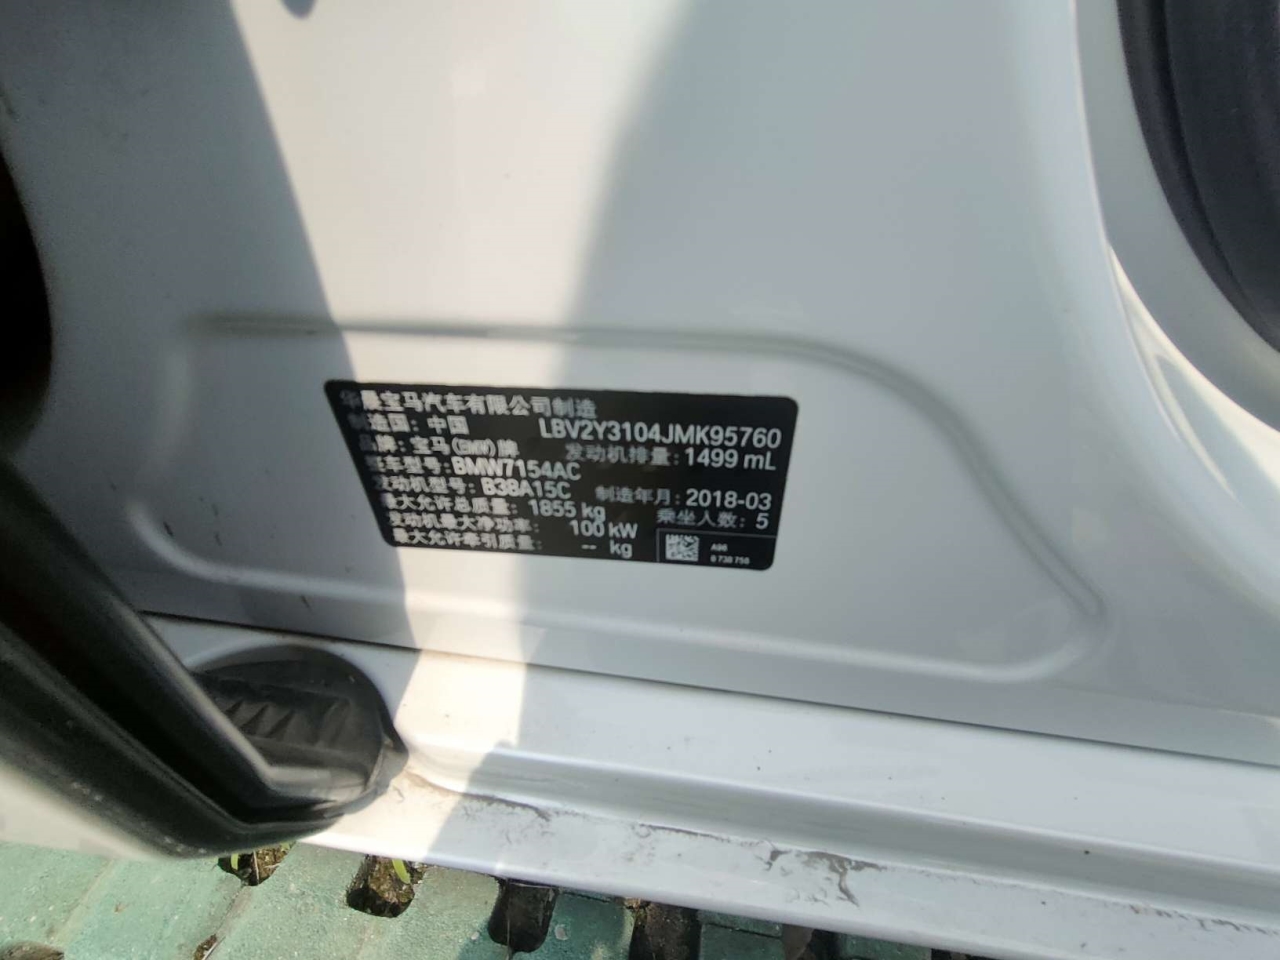 华晨宝马汽车有限公司制造
制造国：中国 LBV2Y3104JMK95760
品牌：宝马(BMW)牌 发动机排量：1499 mL
整车型号：BMW7154AC
发动机型号：B38A15C 制造年月：2018-03
最大允许总质量：1855 kg 乘坐人数：5
发动机最大净功率：100 kW
最大允许牵引质量：-- kg
A96